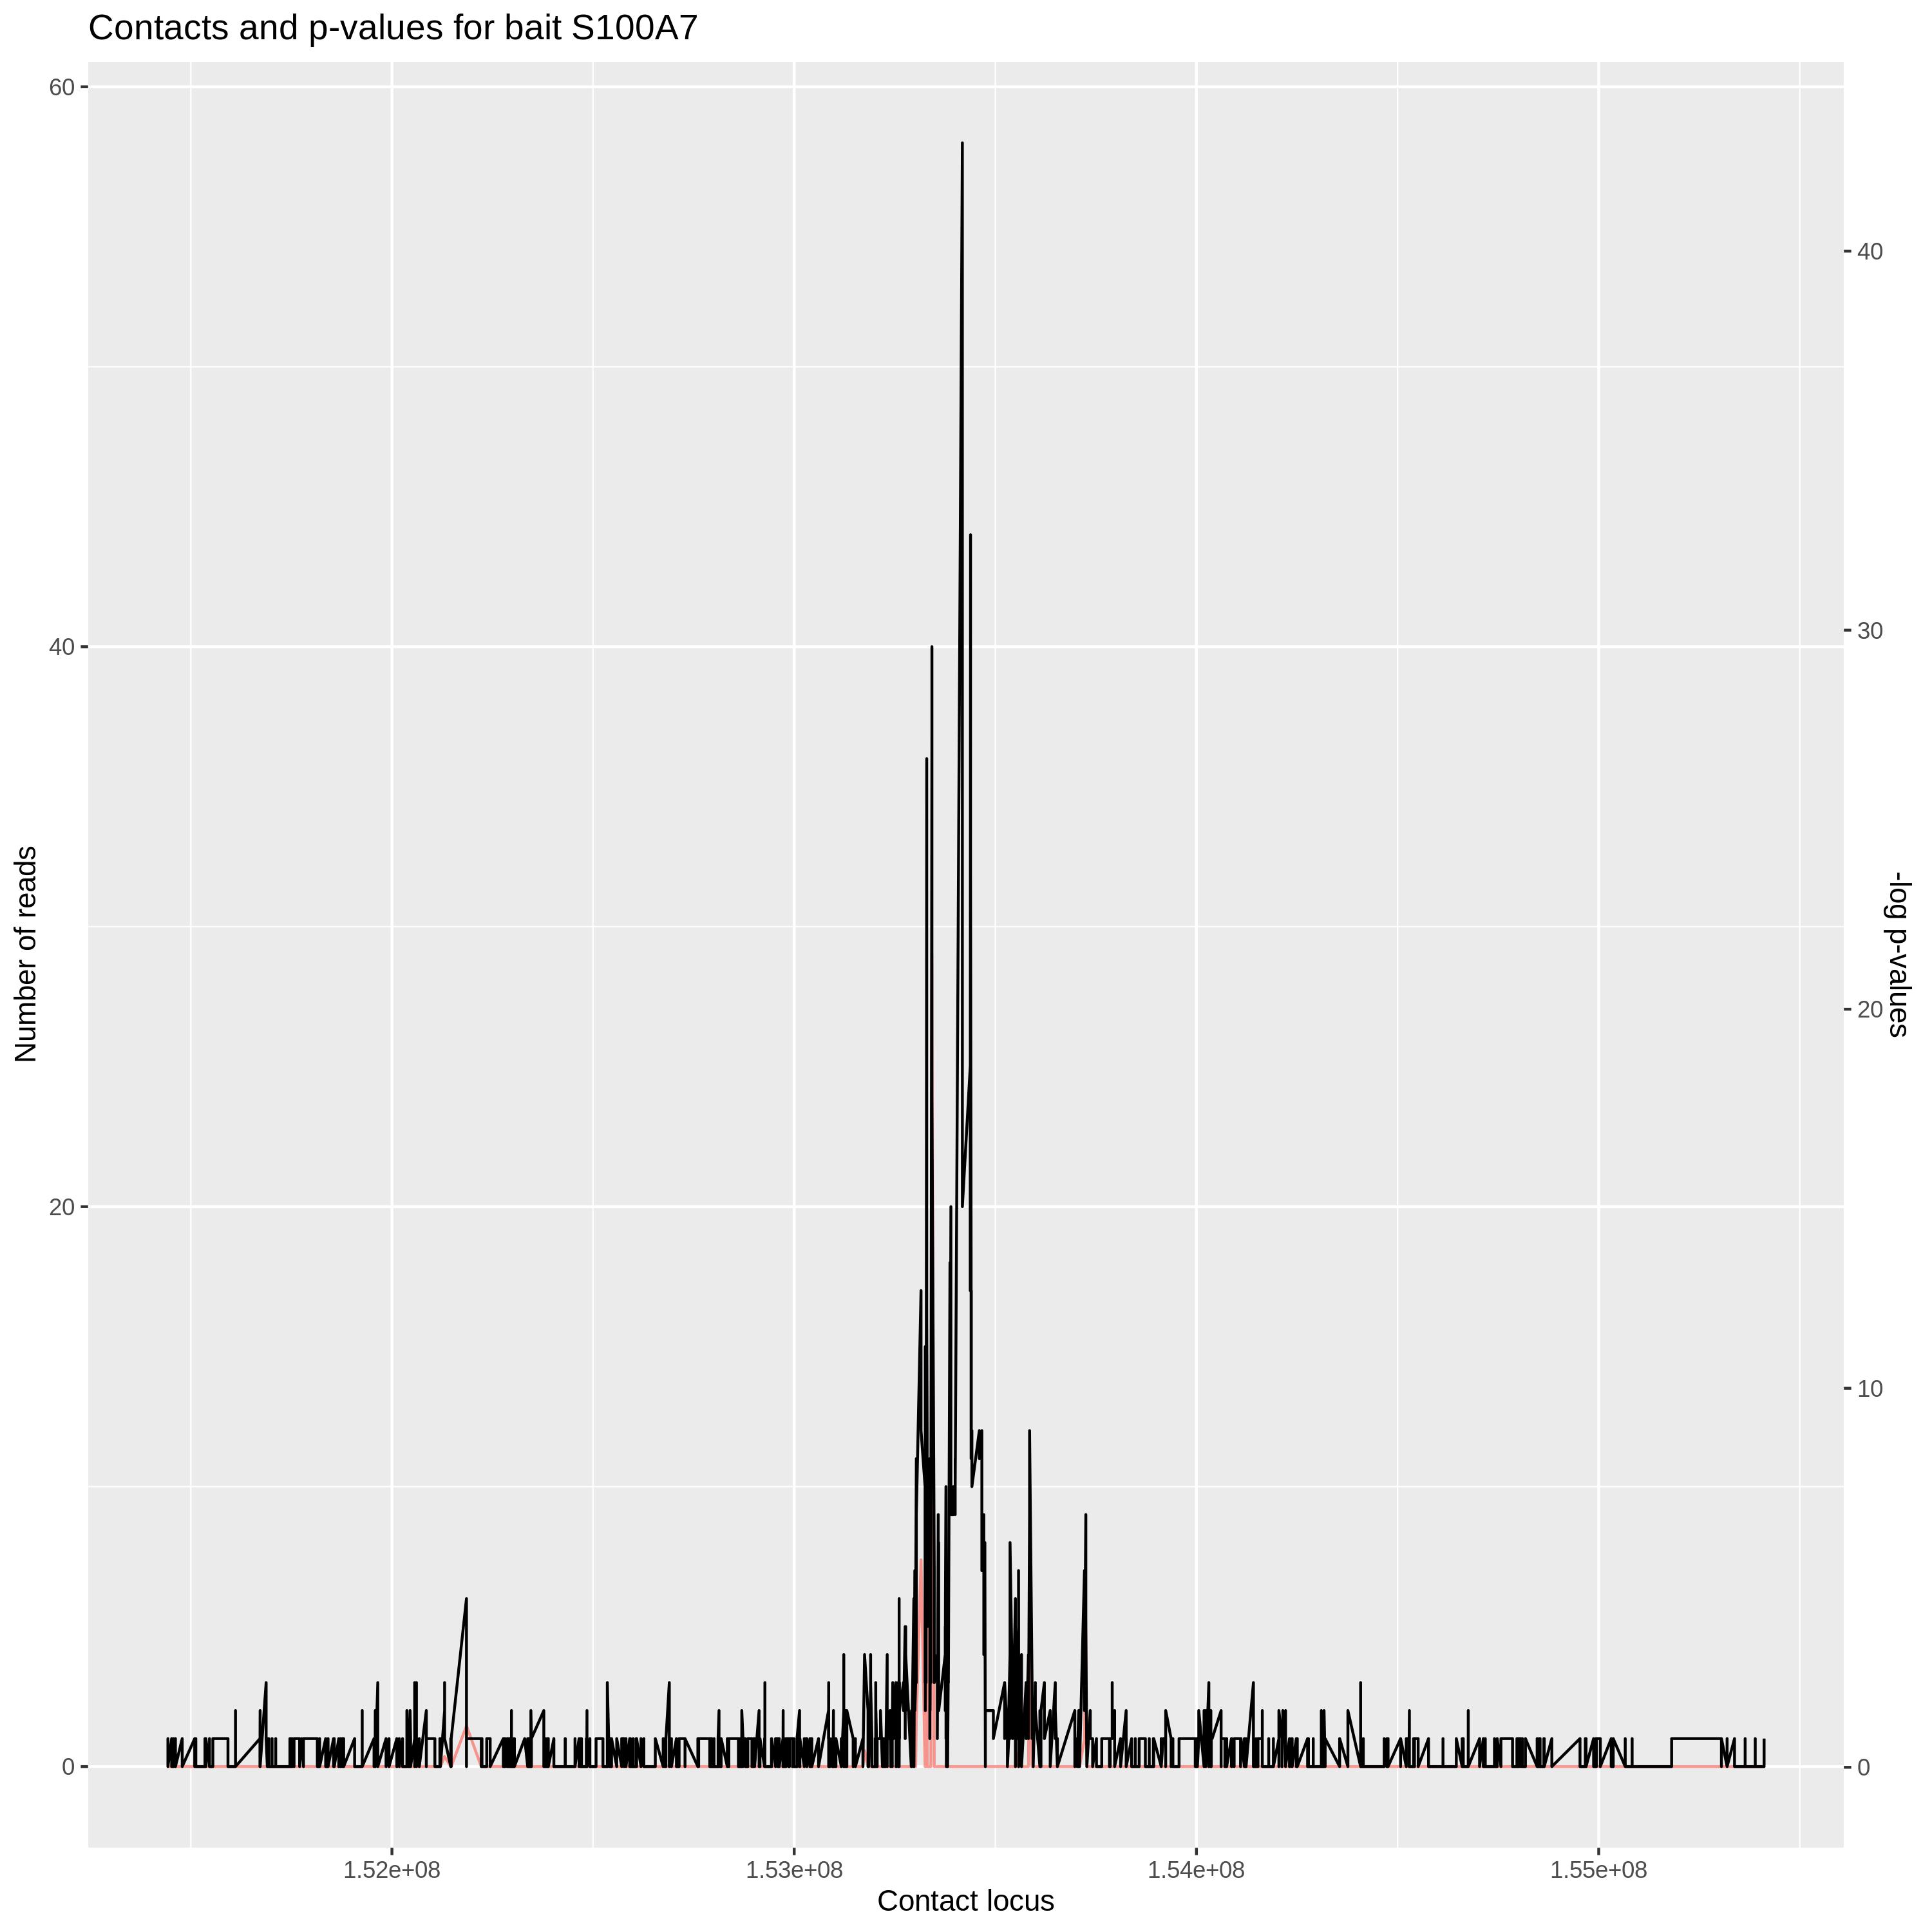 Contacts and p-values for bait S100A7
60
40
20
0
Number of reads
40
30
20
10
0
-log p-values
1.52e+08
1.53e+08
1.54e+08
1.55e+08
Contact locus